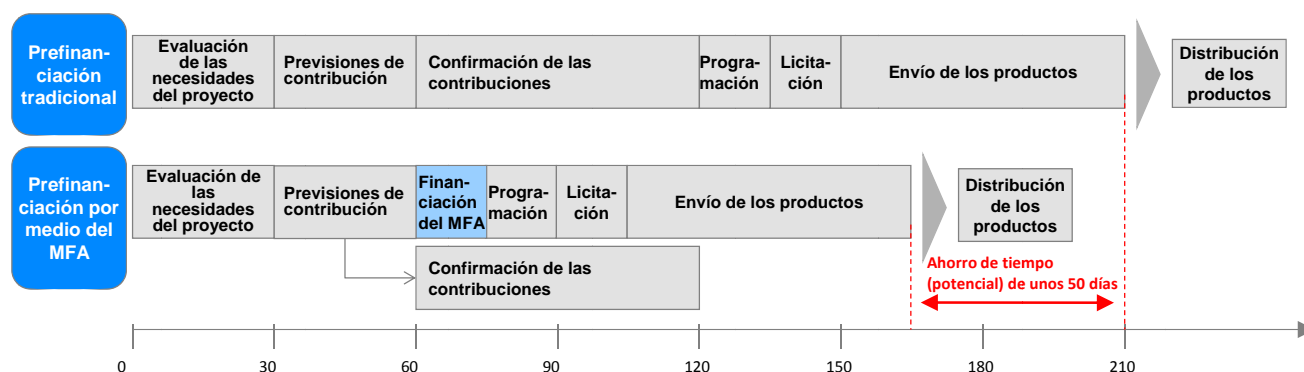 Prefinan-
ciación
tradicional
Evaluación
de las
necesidades
del proyecto
Previsiones de
contribución
Confirmación de las
contribuciones
Progra-
mación
Licita-
ción
Envío de los productos
Distribución
de los
productos
Prefinan-
ciación por
medio del
MFA
Evaluación de
las
necesidades
del proyecto
Previsiones de
contribución
Finan-
ciación
del MFA
Progra-
mación
Licita-
ción
Envío de los productos
Distribución
de los
productos
Confirmación de las
contribuciones
Ahorro de tiempo
(potencial) de unos 50 días
0 30 60 90 120 150 180 210